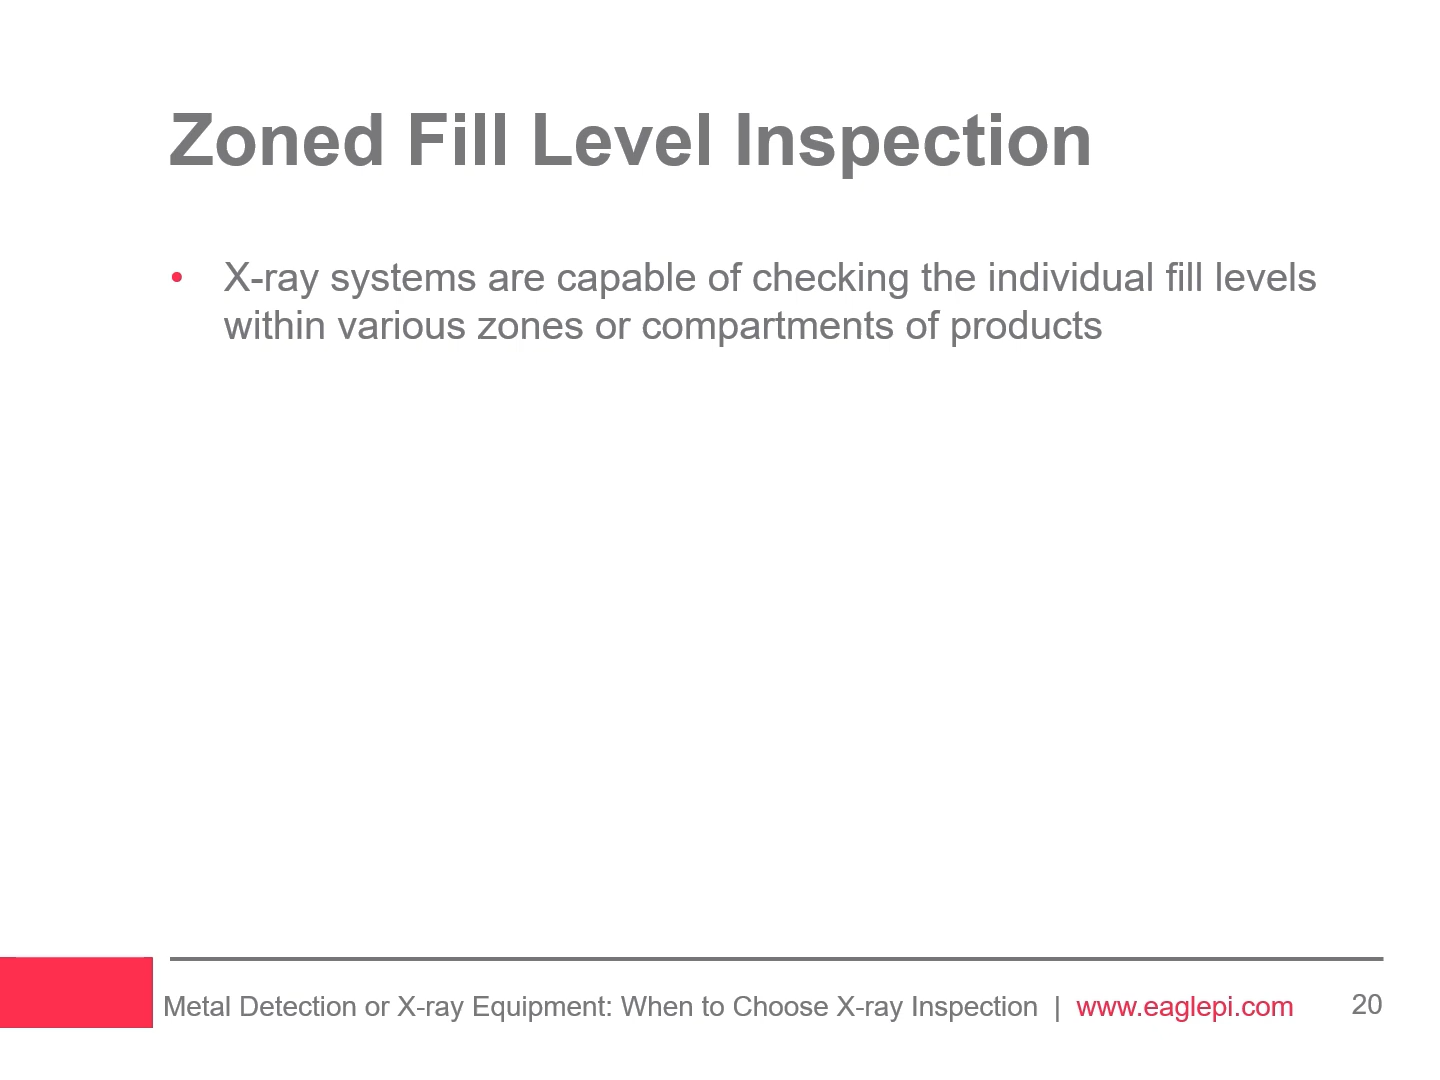 Zoned Fill Level Inspection
• X-ray systems are capable of checking the individual fill levels
within various zones or compartments of products
Metal Detection or X-ray Equipment: When to Choose X-ray Inspection | www.eaglepi.com 20